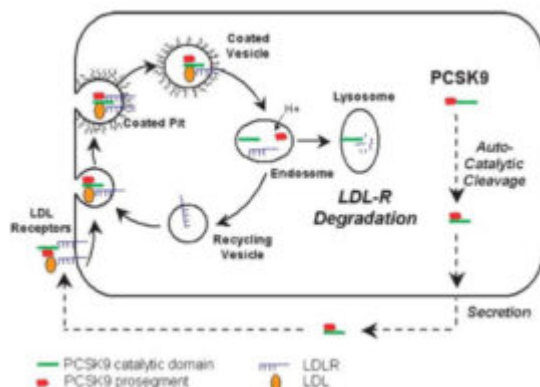 Coated
Vesicle
Coated Pit
H+
Endosome
Lysosome
PCSK9
Auto-
Catalytic
Cleavage
LDL-R
Degradation
LDL
Receptors
Recycling
Vesicle
Secretion
PCSK9 catalytic domain
PCSK9 prosegment
LDLR
LDL